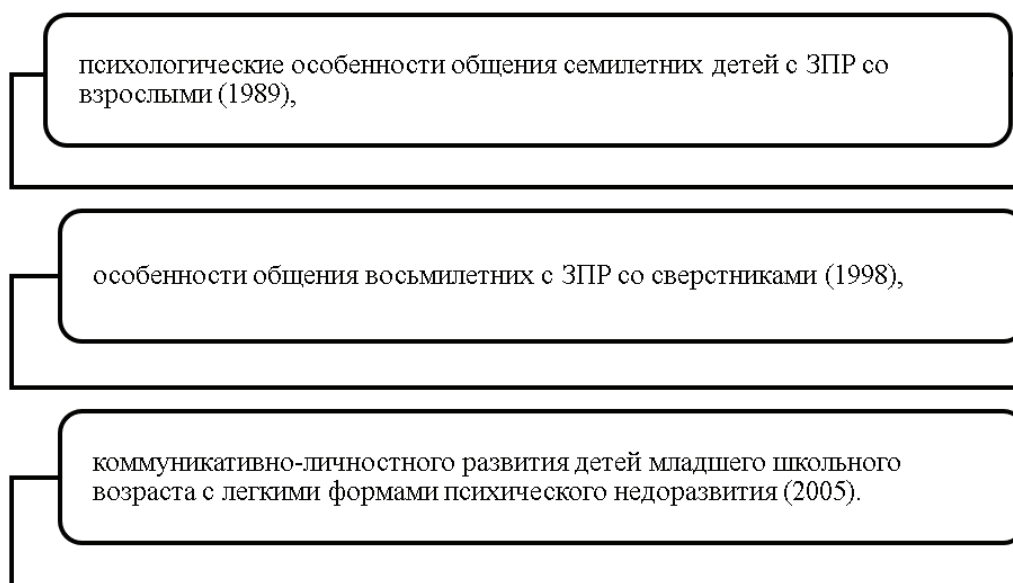 психологические особенности общения семилетних детей с ЗПР со
взрослыми (1989),
особенности общения восьмилетних с ЗПР со сверстниками (1998),
коммуникативно-личностного развития детей младшего школьного
возраста с легкими формами психического недоразвития (2005).